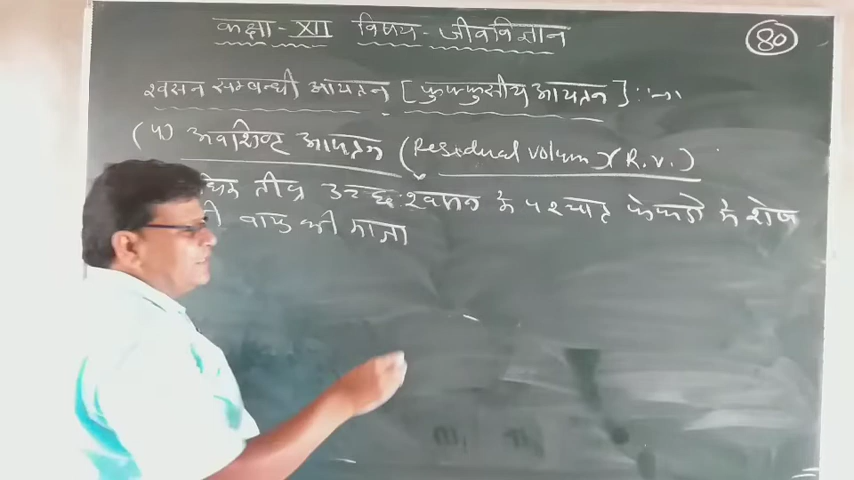 कक्षा - XII विषय - जीवविज्ञान
80
श्वसन सम्बन्धी आयतन [फुफ्फुसीय आयतन] :-
(4) अवशिष्ट आयतन (Residual Volum) (R.V.)
तीव्र उच्छ्वसन के पश्चात फेफड़ो मे शेष
वायु की मात्रा